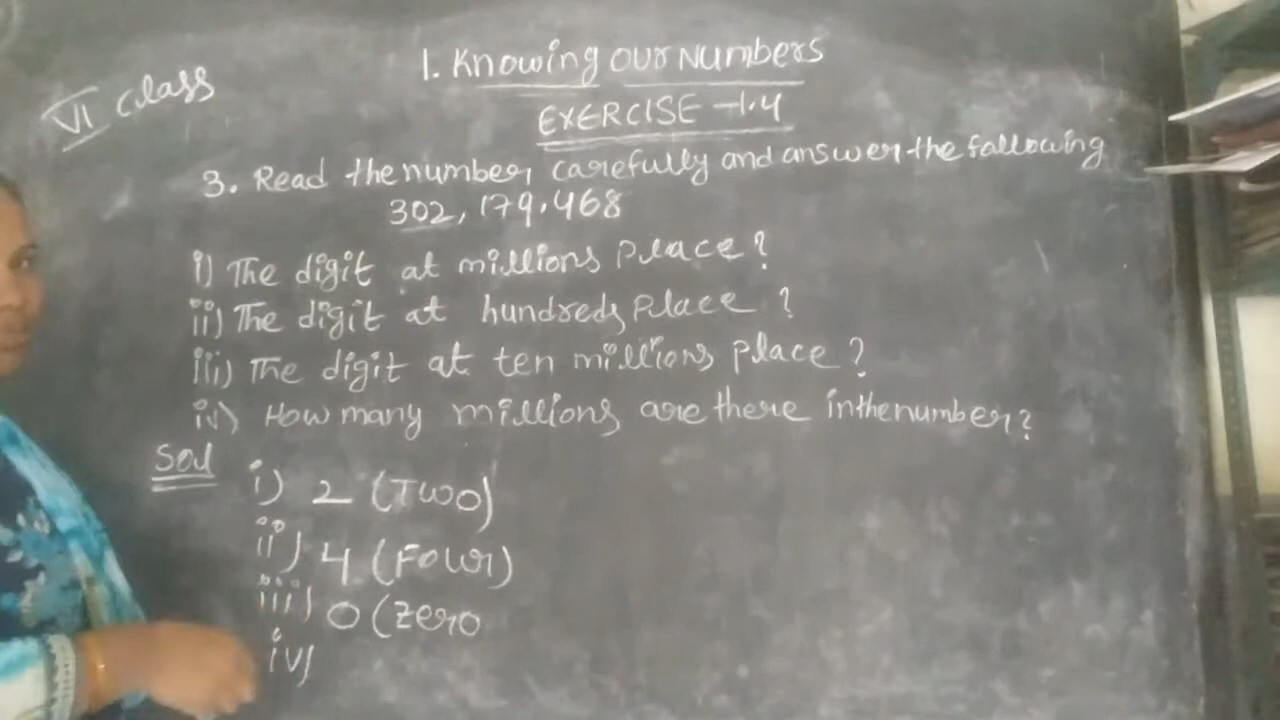 1. Knowing our Numbers
VI class
EXERCISE -1.4
3. Read the number carefully and answer the following
302,179,468
i) The digit at millions place?
ii) The digit at hundreds place?
iii) The digit at ten millions place?
iv) How many millions are there in the number?
Sol
i) 2 (Two)
ii) 4 (Four)
iii) 0 (zero
iv)